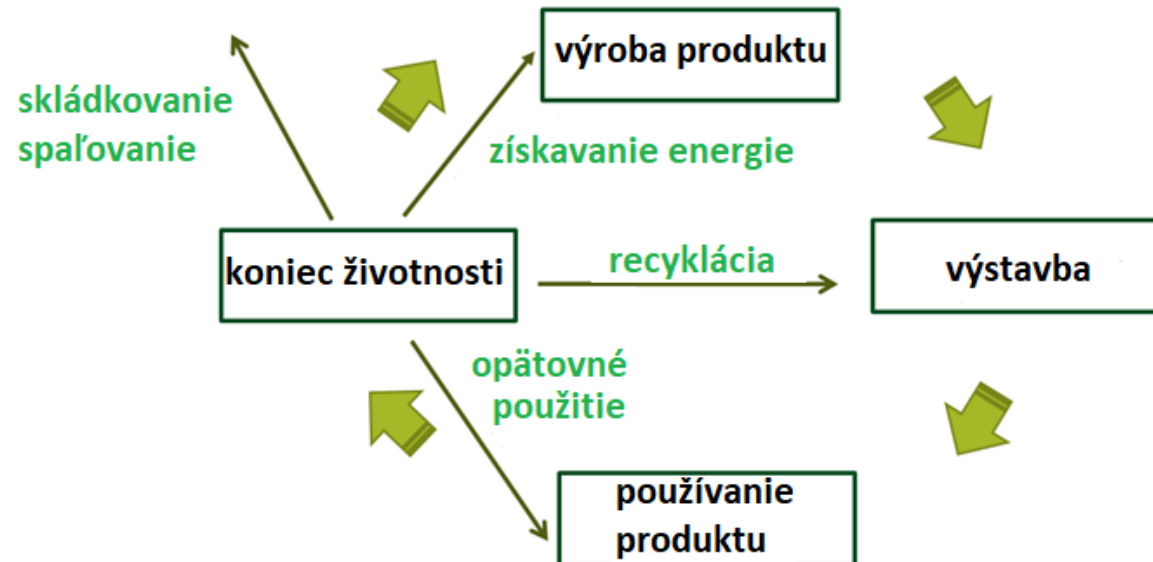 výroba produktu
skládkovanie
spaľovanie
získavanie energie
koniec životnosti
recyklácia
výstavba
opätovné
použitie
používanie
produktu